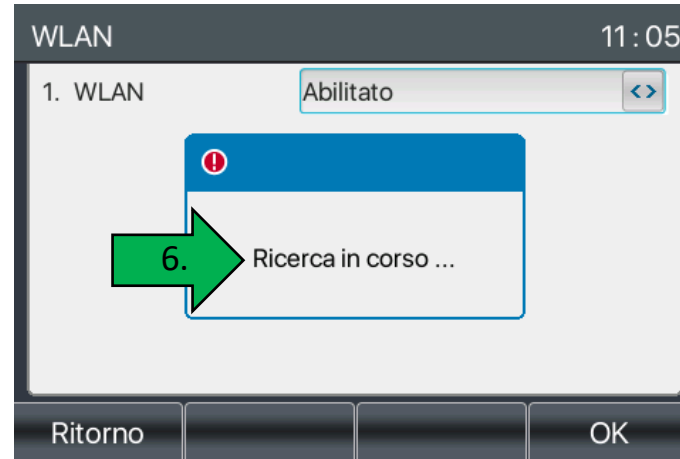 WLAN 11:05
1. WLAN Abilitato <>
6. Ricerca in corso ...
Ritorno OK